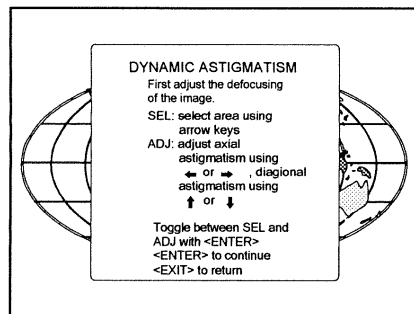 DYNAMIC ASTIGMATISM
First adjust the defocusing
of the image.
SEL: select area using
arrow keys
ADJ: adjust axial
astigmatism using
← or → , diagional
astigmatism using
↑ or ↓
Toggle between SEL and
ADJ with <ENTER>
<ENTER> to continue
<EXIT> to return